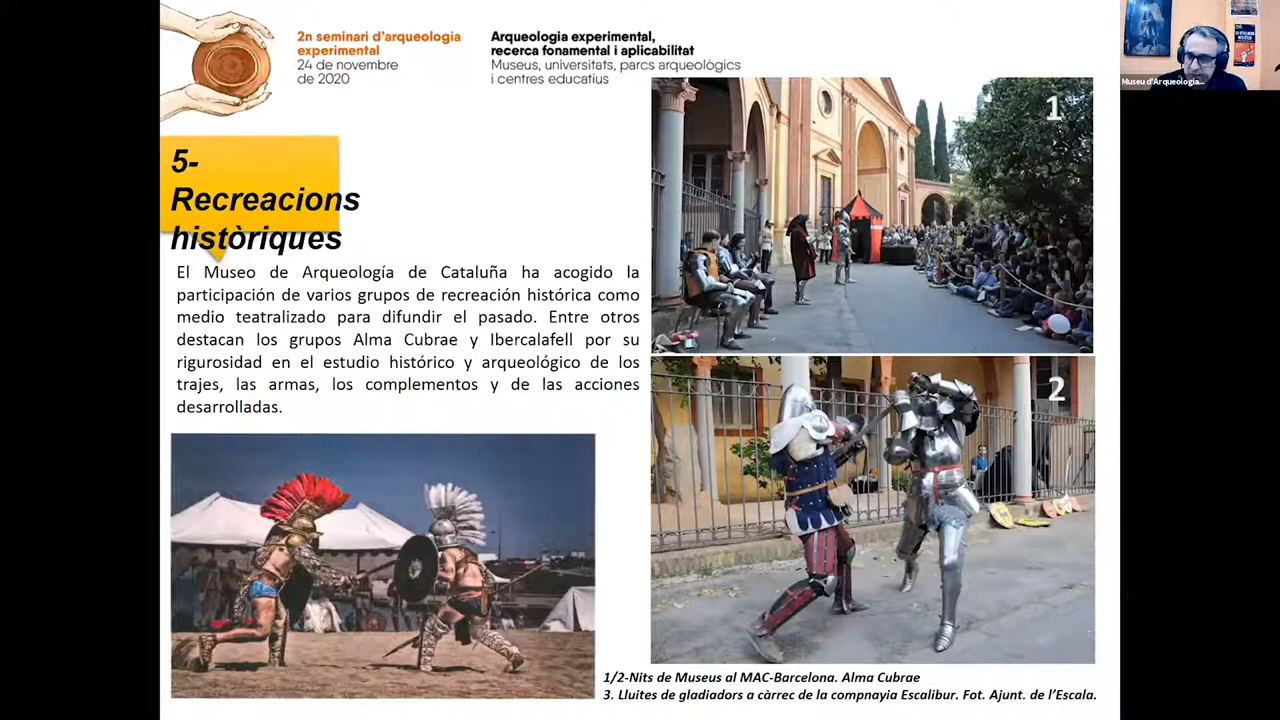 2n seminari d'arqueologia
experimental
24 de novembre
de 2020
Arqueologia experimental,
recerca fonamental i aplicabilitat
Museus, universitats, parcs arqueològics
i centres educatius
Museu d'Arqueologia...
5-
Recreacions
històriques
El Museo de Arqueología de Cataluña ha acogido la
participación de varios grupos de recreación histórica como
medio teatralizado para difundir el pasado. Entre otros
destacan los grupos Alma Cubrae y Ibercalafell por su
rigurosidad en el estudio histórico y arqueológico de los
trajes, las armas, los complementos y de las acciones
desarrolladas.
1
2
1/2-Nits de Museus al MAC-Barcelona. Alma Cubrae
3. Lluites de gladiadors a càrrec de la compnayia Escalibur. Fot. Ajunt. de l'Escala.